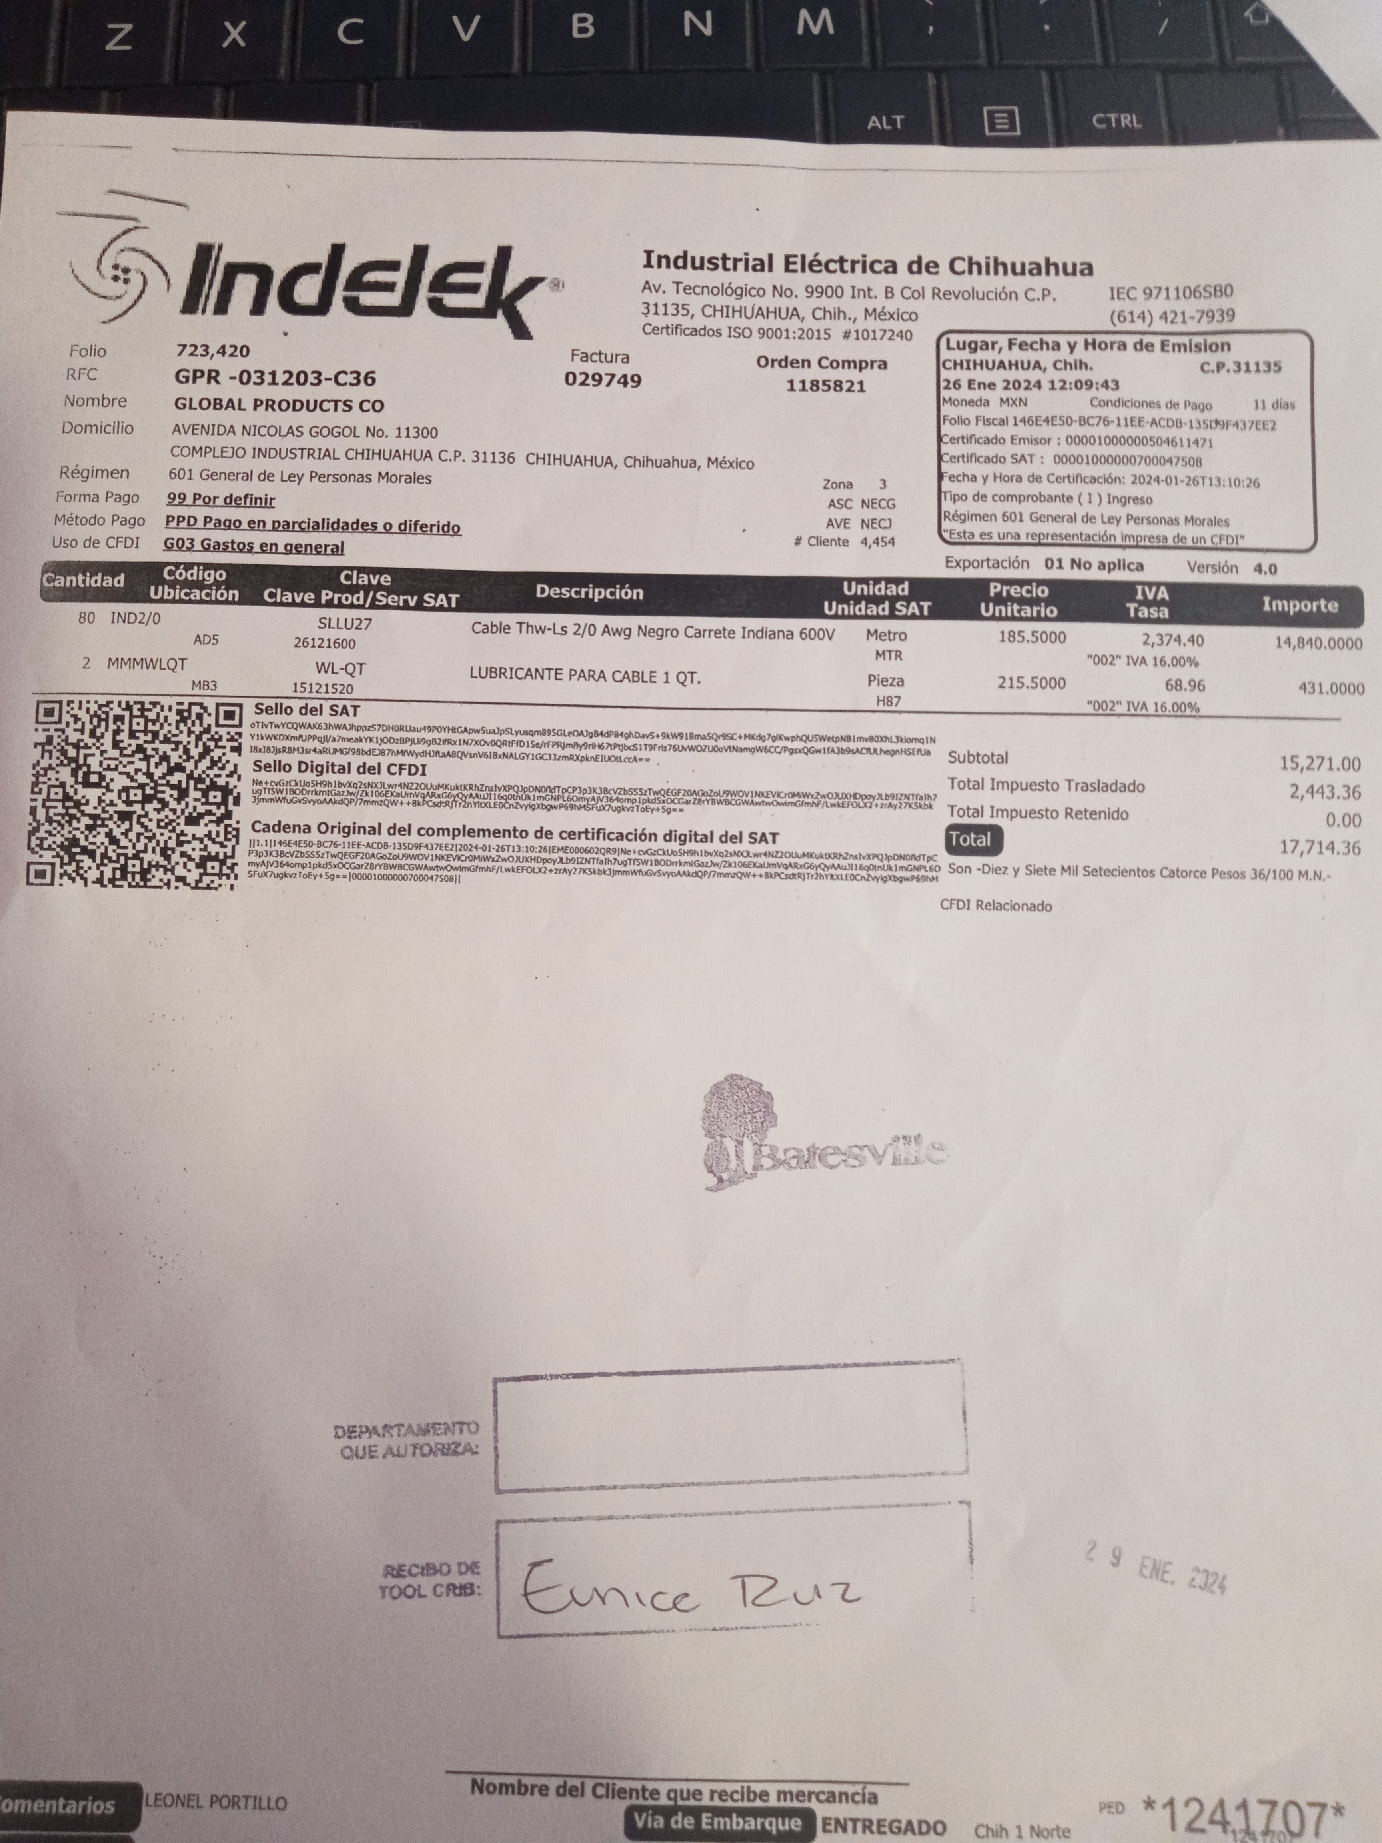 Z X C V B N M , . /
ALT CTRL
Indelek®
Industrial Eléctrica de Chihuahua
Av. Tecnológico No. 9900 Int. B Col Revolución C.P. IEC 971106SB0
31135, CHIHUAHUA, Chih., México (614) 421-7939
Certificados ISO 9001:2015 #1017240
Folio 723,420
RFC GPR -031203-C36
Nombre GLOBAL PRODUCTS CO
Domicilio AVENIDA NICOLAS GOGOL No. 11300
COMPLEJO INDUSTRIAL CHIHUAHUA C.P. 31136 CHIHUAHUA, Chihuahua, México
Régimen 601 General de Ley Personas Morales
Forma Pago 99 Por definir
Método Pago PPD Pago en parcialidades o diferido
Uso de CFDI G03 Gastos en general
Factura
029749
Orden Compra
1185821
Zona 3
ASC NECG
AVE NECJ
# Cliente 4,454
Lugar, Fecha y Hora de Emision
CHIHUAHUA, Chih. C.P.31135
26 Ene 2024 12:09:43
Moneda MXN Condiciones de Pago 11 dias
Folio Fiscal 146E4E50-BC76-11EE-ACDB-135D9F437EE2
Certificado Emisor : 00001000000504611471
Certificado SAT : 00001000000700047508
Fecha y Hora de Certificación: 2024-01-26T13:10:26
Tipo de comprobante ( I ) Ingreso
Régimen 601 General de Ley Personas Morales
"Esta es una representación impresa de un CFDI"
Exportación 01 No aplica Versión 4.0
Cantidad Código Clave Descripción Unidad Precio IVA Importe
Ubicación Clave Prod/Serv SAT Unidad SAT Unitario Tasa
80 IND2/0 SLLU27 Cable Thw-Ls 2/0 Awg Negro Carrete Indiana 600V Metro 185.5000 2,374.40 14,840.0000
AD5 26121600 MTR "002" IVA 16.00%
2 MMMWLQT WL-QT LUBRICANTE PARA CABLE 1 QT. Pieza 215.5000 68.96 431.0000
MB3 15121520 H87 "002" IVA 16.00%
Sello del SAT
Sello Digital del CFDI
Cadena Original del complemento de certificación digital del SAT
Subtotal 15,271.00
Total Impuesto Trasladado 2,443.36
Total Impuesto Retenido 0.00
Total 17,714.36
Son -Diez y Siete Mil Setecientos Catorce Pesos 36/100 M.N.-
CFDI Relacionado
Batesville
DEPARTAMENTO
QUE AUTORIZA:
RECIBO DE
TOOL CRIB:
Eunice Ruz
29 ENE. 2024
Nombre del Cliente que recibe mercancía
omentarios LEONEL PORTILLO
Vía de Embarque ENTREGADO Chih 1 Norte
PED *1241707*